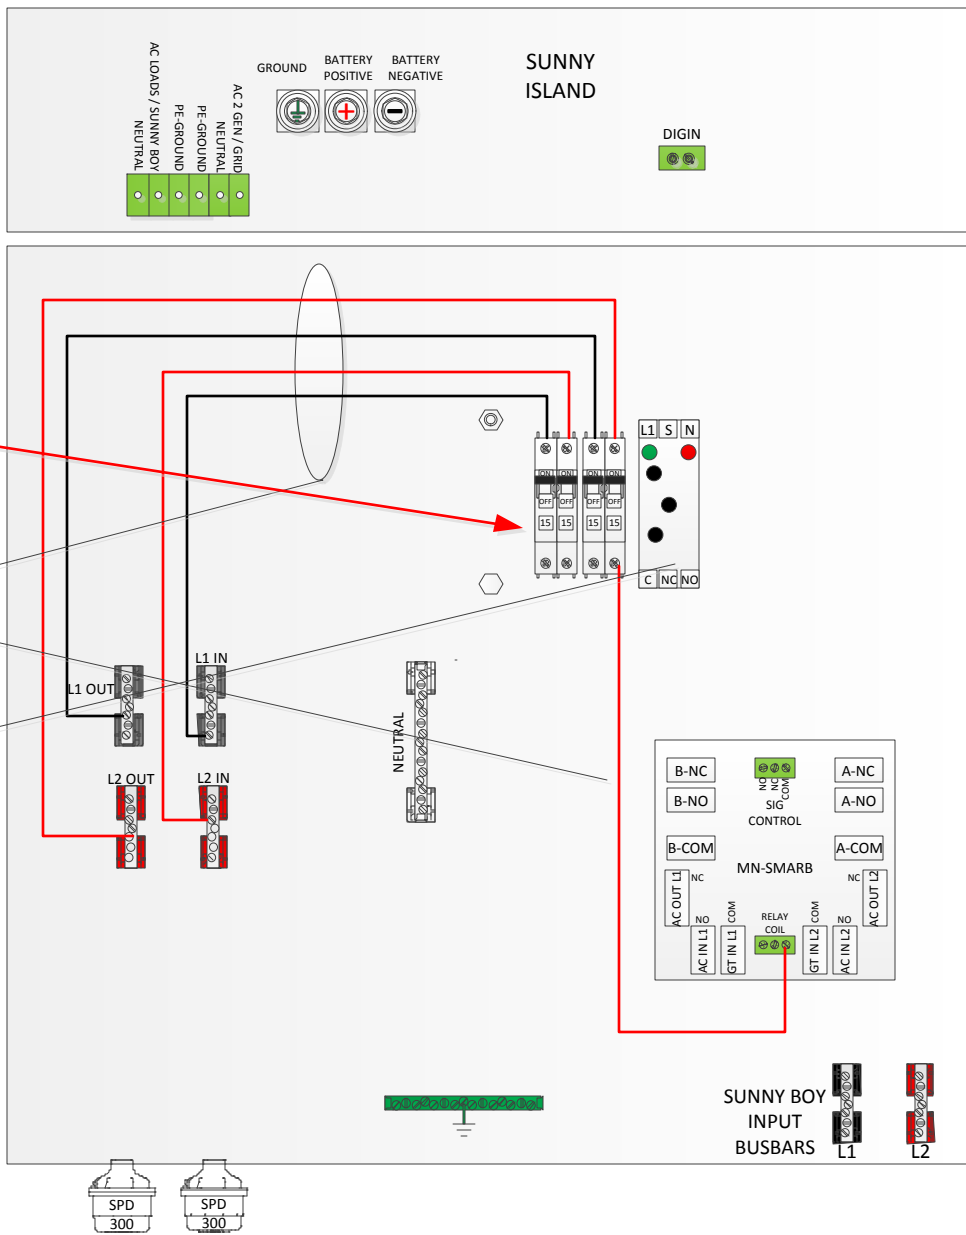 SUNNY
ISLAND
GROUND
BATTERY
POSITIVE
BATTERY
NEGATIVE
NEUTRAL
AC LOADS / SUNNY BOY
PE-GROUND
PE-GROUND
NEUTRAL
AC 2 GEN / GRID
DIGIN
L1 S N
ON ON ON ON
OFF OFF OFF OFF
15 15 15 15
C NC NO
L1 OUT
L1 IN
L2 OUT
L2 IN
NEUTRAL
B-NC
A-NC
B-NO
A-NO
NO
NC
COM
SIG
CONTROL
B-COM
A-COM
MN-SMARB
AC OUT L1
NC
NC
AC OUT L2
NO
AC IN L1
COM
GT IN L1
RELAY
COIL
COM
GT IN L2
NO
AC IN L2
SUNNY BOY
INPUT
BUSBARS
L1
L2
SPD
300
SPD
300